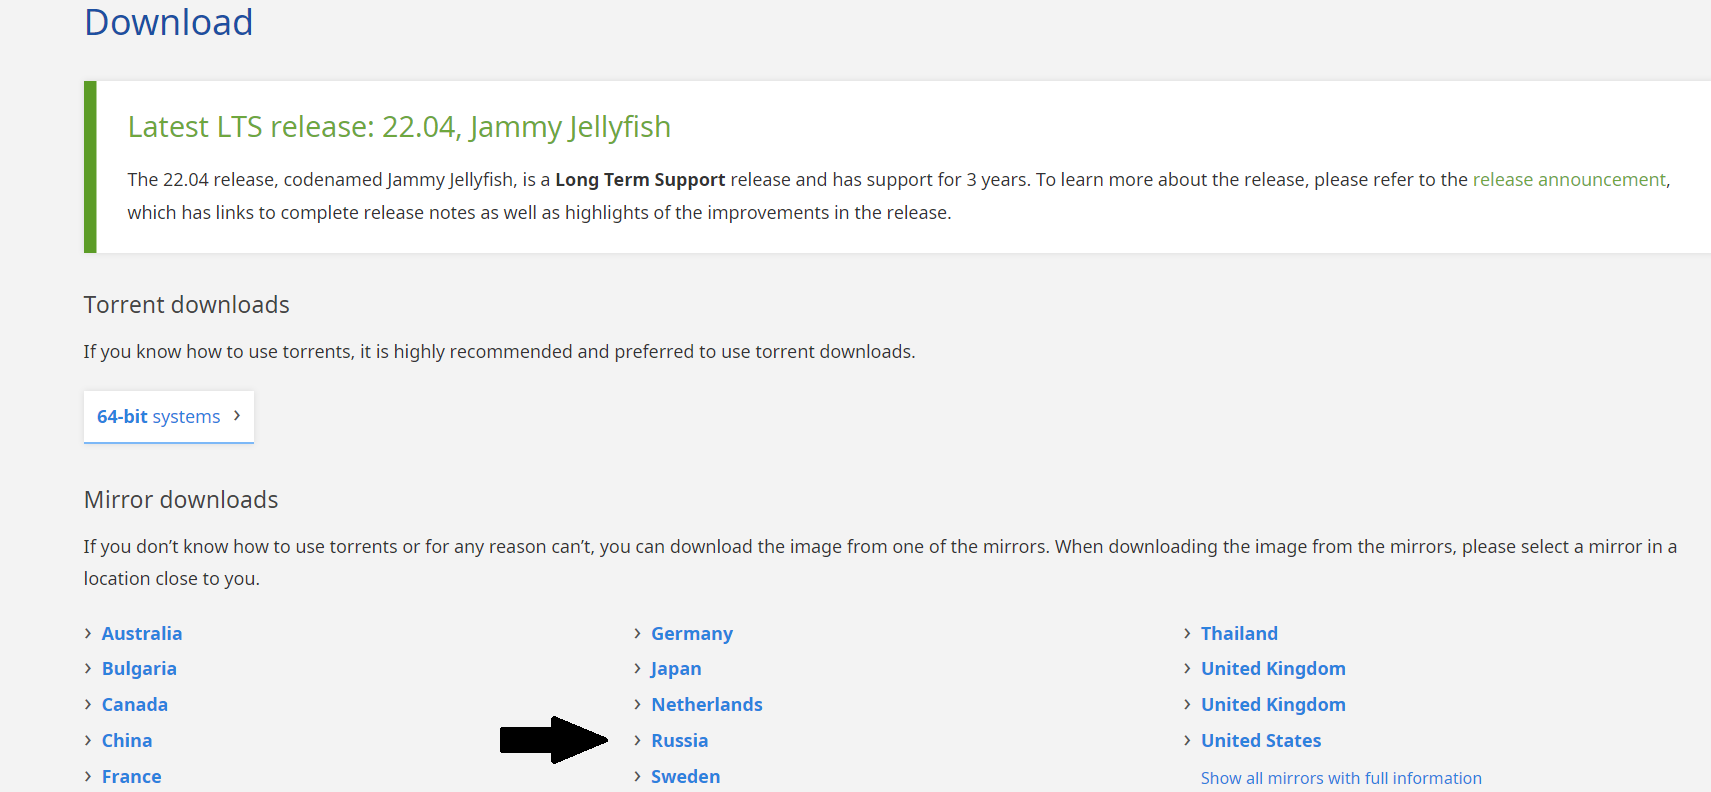 Download
Latest LTS release: 22.04, Jammy Jellyfish
The 22.04 release, codenamed Jammy Jellyfish, is a Long Term Support release and has support for 3 years. To learn more about the release, please refer to the release announcement,
which has links to complete release notes as well as highlights of the improvements in the release.
Torrent downloads
If you know how to use torrents, it is highly recommended and preferred to use torrent downloads.
64-bit systems ›
Mirror downloads
If you don’t know how to use torrents or for any reason can’t, you can download the image from one of the mirrors. When downloading the image from the mirrors, please select a mirror in a
location close to you.
› Australia
› Bulgaria
› Canada
› China
› France
› Germany
› Japan
› Netherlands
› Russia
› Sweden
› Thailand
› United Kingdom
› United Kingdom
› United States
Show all mirrors with full information